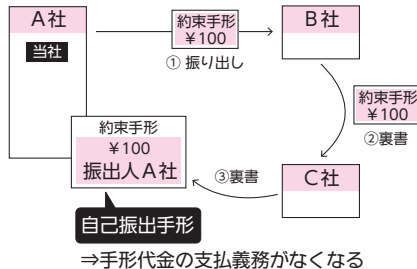 A社
当社
約束手形
¥100
① 振り出し
B社
約束手形
¥100
②裏書
C社
③裏書
約束手形
¥100
振出人A社
自己振出手形
⇒手形代金の支払義務がなくなる